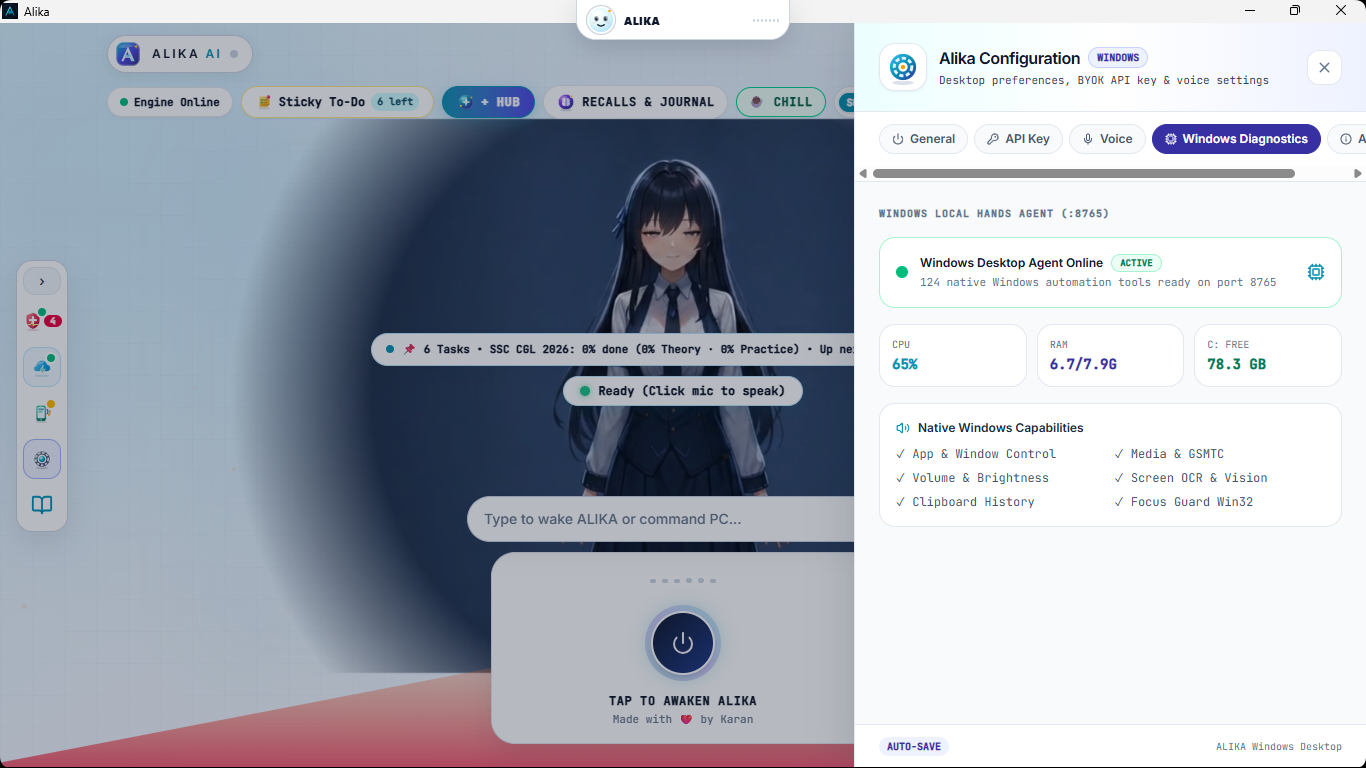 Alika
ALIKA
ALIKA AI
Engine Online
Sticky To-Do 6 left
+ HUB
RECALLS & JOURNAL
CHILL
4
6 Tasks • SSC CGL 2026: 0% done (0% Theory · 0% Practice) • Up
Ready (Click mic to speak)
Type to wake ALIKA or command PC...
TAP TO AWAKEN ALIKA
Made with ❤️ by Karan
Alika Configuration WINDOWS
Desktop preferences, BYOK API key & voice settings
General
API Key
Voice
Windows Diagnostics
WINDOWS LOCAL HANDS AGENT (:8765)
Windows Desktop Agent Online ACTIVE
124 native Windows automation tools ready on port 8765
CPU
65%
RAM
6.7/7.9G
C: FREE
78.3 GB
Native Windows Capabilities
✓ App & Window Control
✓ Media & GSMTC
✓ Volume & Brightness
✓ Screen OCR & Vision
✓ Clipboard History
✓ Focus Guard Win32
AUTO-SAVE
ALIKA Windows Desktop